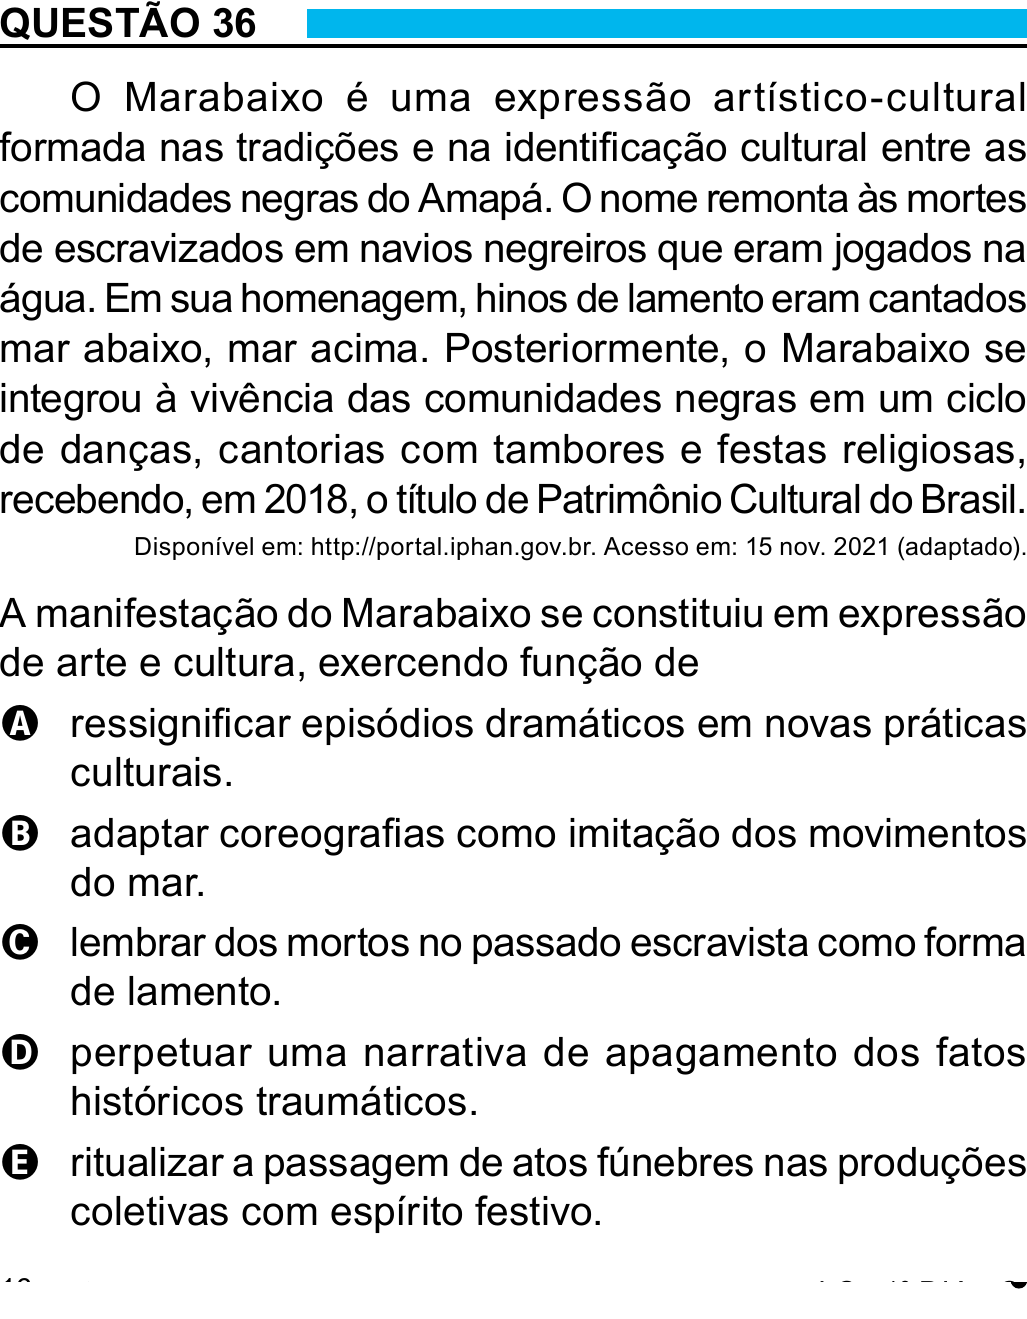 QUESTÃO 36
O Marabaixo é uma expressão artístico-cultural
formada nas tradições e na identificação cultural entre as
comunidades negras do Amapá. O nome remonta às mortes
de escravizados em navios negreiros que eram jogados na
água. Em sua homenagem, hinos de lamento eram cantados
mar abaixo, mar acima. Posteriormente, o Marabaixo se
integrou à vivência das comunidades negras em um ciclo
de danças, cantorias com tambores e festas religiosas,
recebendo, em 2018, o título de Patrimônio Cultural do Brasil.
Disponível em: http://portal.iphan.gov.br. Acesso em: 15 nov. 2021 (adaptado).
A manifestação do Marabaixo se constituiu em expressão
de arte e cultura, exercendo função de
A ressignificar episódios dramáticos em novas práticas
culturais.
B adaptar coreografias como imitação dos movimentos
do mar.
C lembrar dos mortos no passado escravista como forma
de lamento.
D perpetuar uma narrativa de apagamento dos fatos
históricos traumáticos.
E ritualizar a passagem de atos fúnebres nas produções
coletivas com espírito festivo.